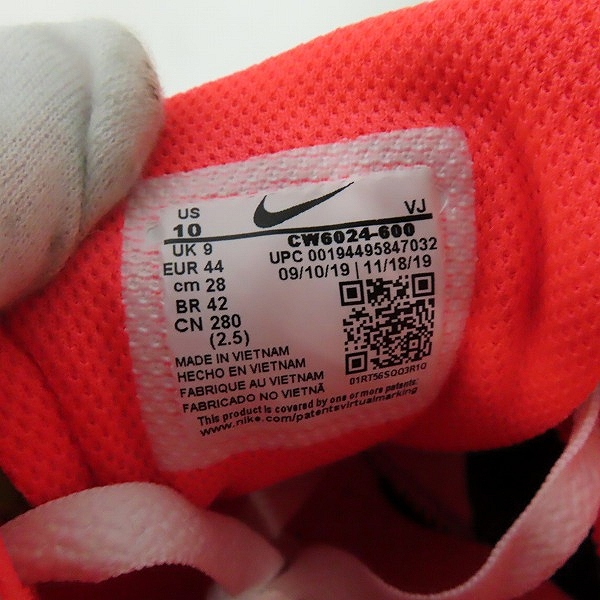 US
10
UK 9
EUR 44
cm 28
BR 42
CN 280
(2.5)
VJ
CW6024-600
UPC 00194495847032
09/10/19 | 11/18/19
01RT56SOO3R10
MADE IN VIETNAM
HECHO EN VIETNAM
FABRIQUE AU VIETNAM
FABRICADO NO VIETNÃ
This product is covered by one or more patents.
www.nike.com/patentsvirtualmarking